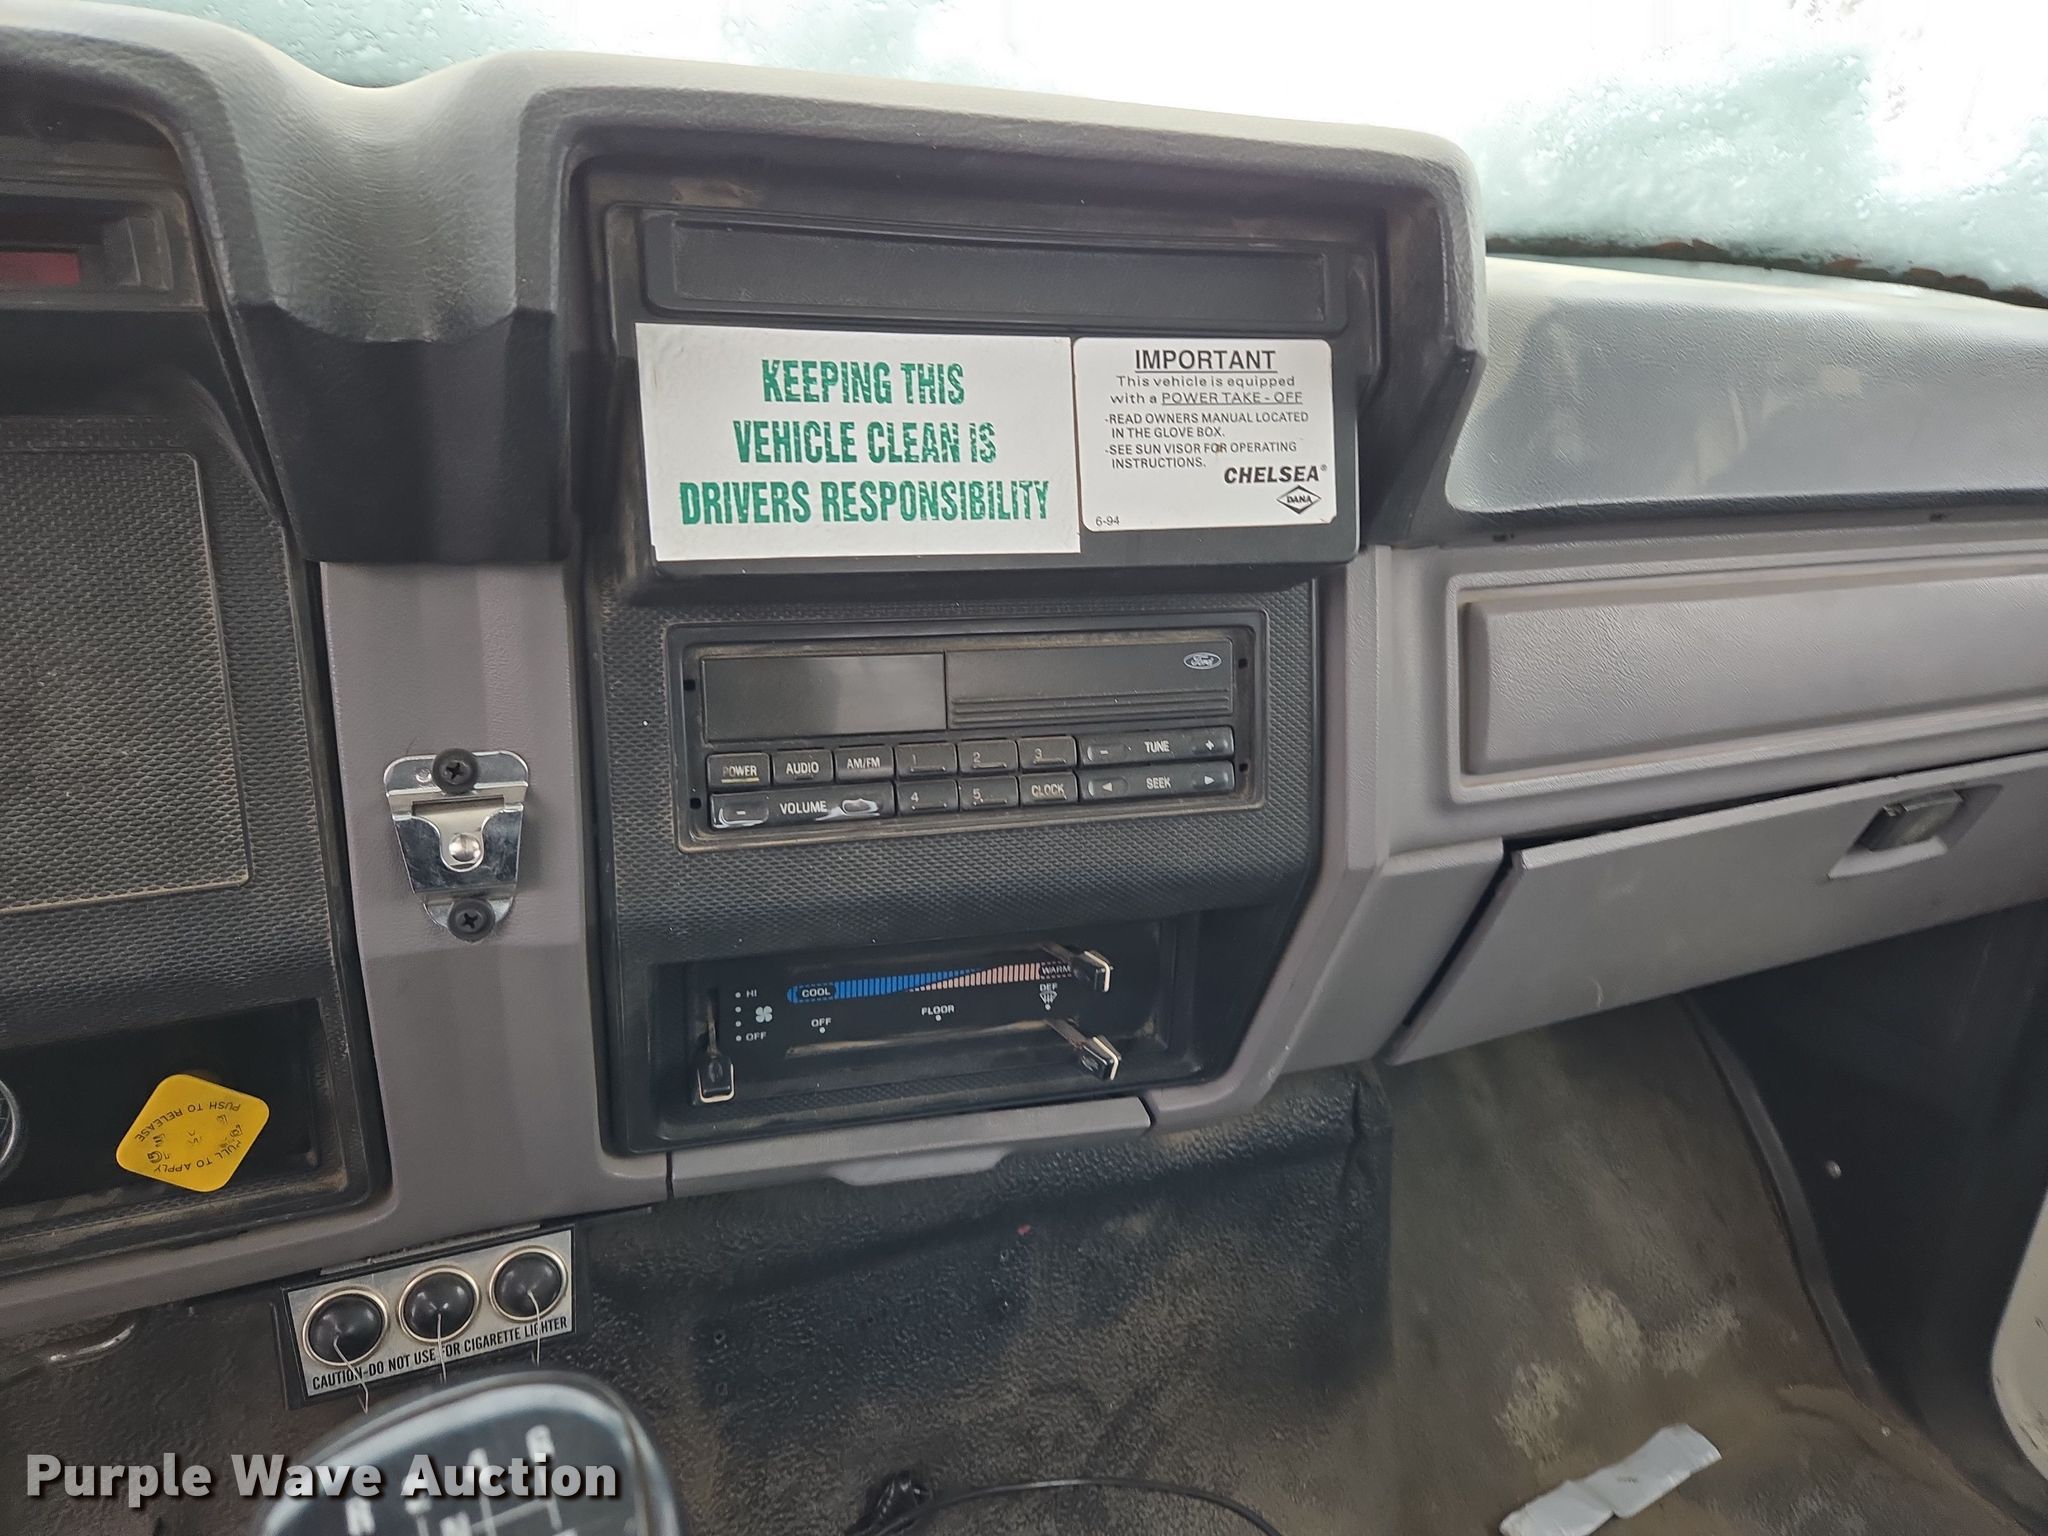 KEEPING THIS
VEHICLE CLEAN IS
DRIVERS RESPONSIBILITY
IMPORTANT
This vehicle is equipped
with a POWER TAKE - OFF
-READ OWNERS MANUAL LOCATED
IN THE GLOVE BOX.
-SEE SUN VISOR FOR OPERATING
INSTRUCTIONS.
CHELSEA®
DANA
6-94
Ford
POWER AUDIO AM/FM 1 2 3 - TUNE +
- VOLUME 4 5 CLOCK SEEK
HI
OFF
COOL WARM
OFF FLOOR DEF
PUSH TO RELEASE
PULL TO APPLY
CAUTION-DO NOT USE FOR CIGARETTE LIGHTER
R N 4 6
Purple Wave Auction